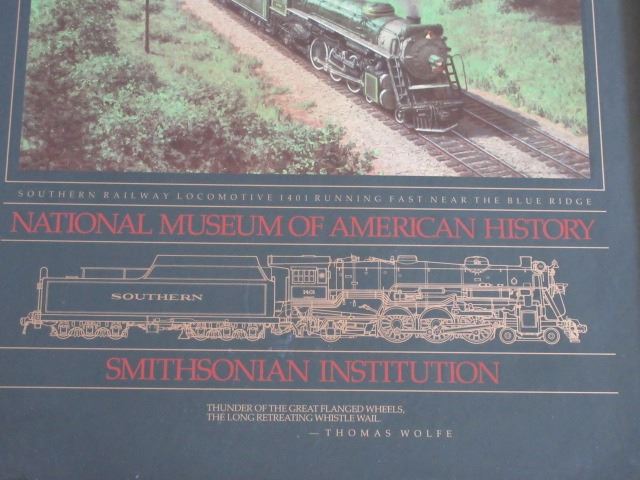 SOUTHERN RAILWAY LOCOMOTIVE 1401 RUNNING FAST NEAR THE BLUE RIDGE
NATIONAL MUSEUM OF AMERICAN HISTORY
1401
SOUTHERN
SMITHSONIAN INSTITUTION
THUNDER OF THE GREAT FLANGED WHEELS,
THE LONG RETREATING WHISTLE WAIL.
— THOMAS WOLFE